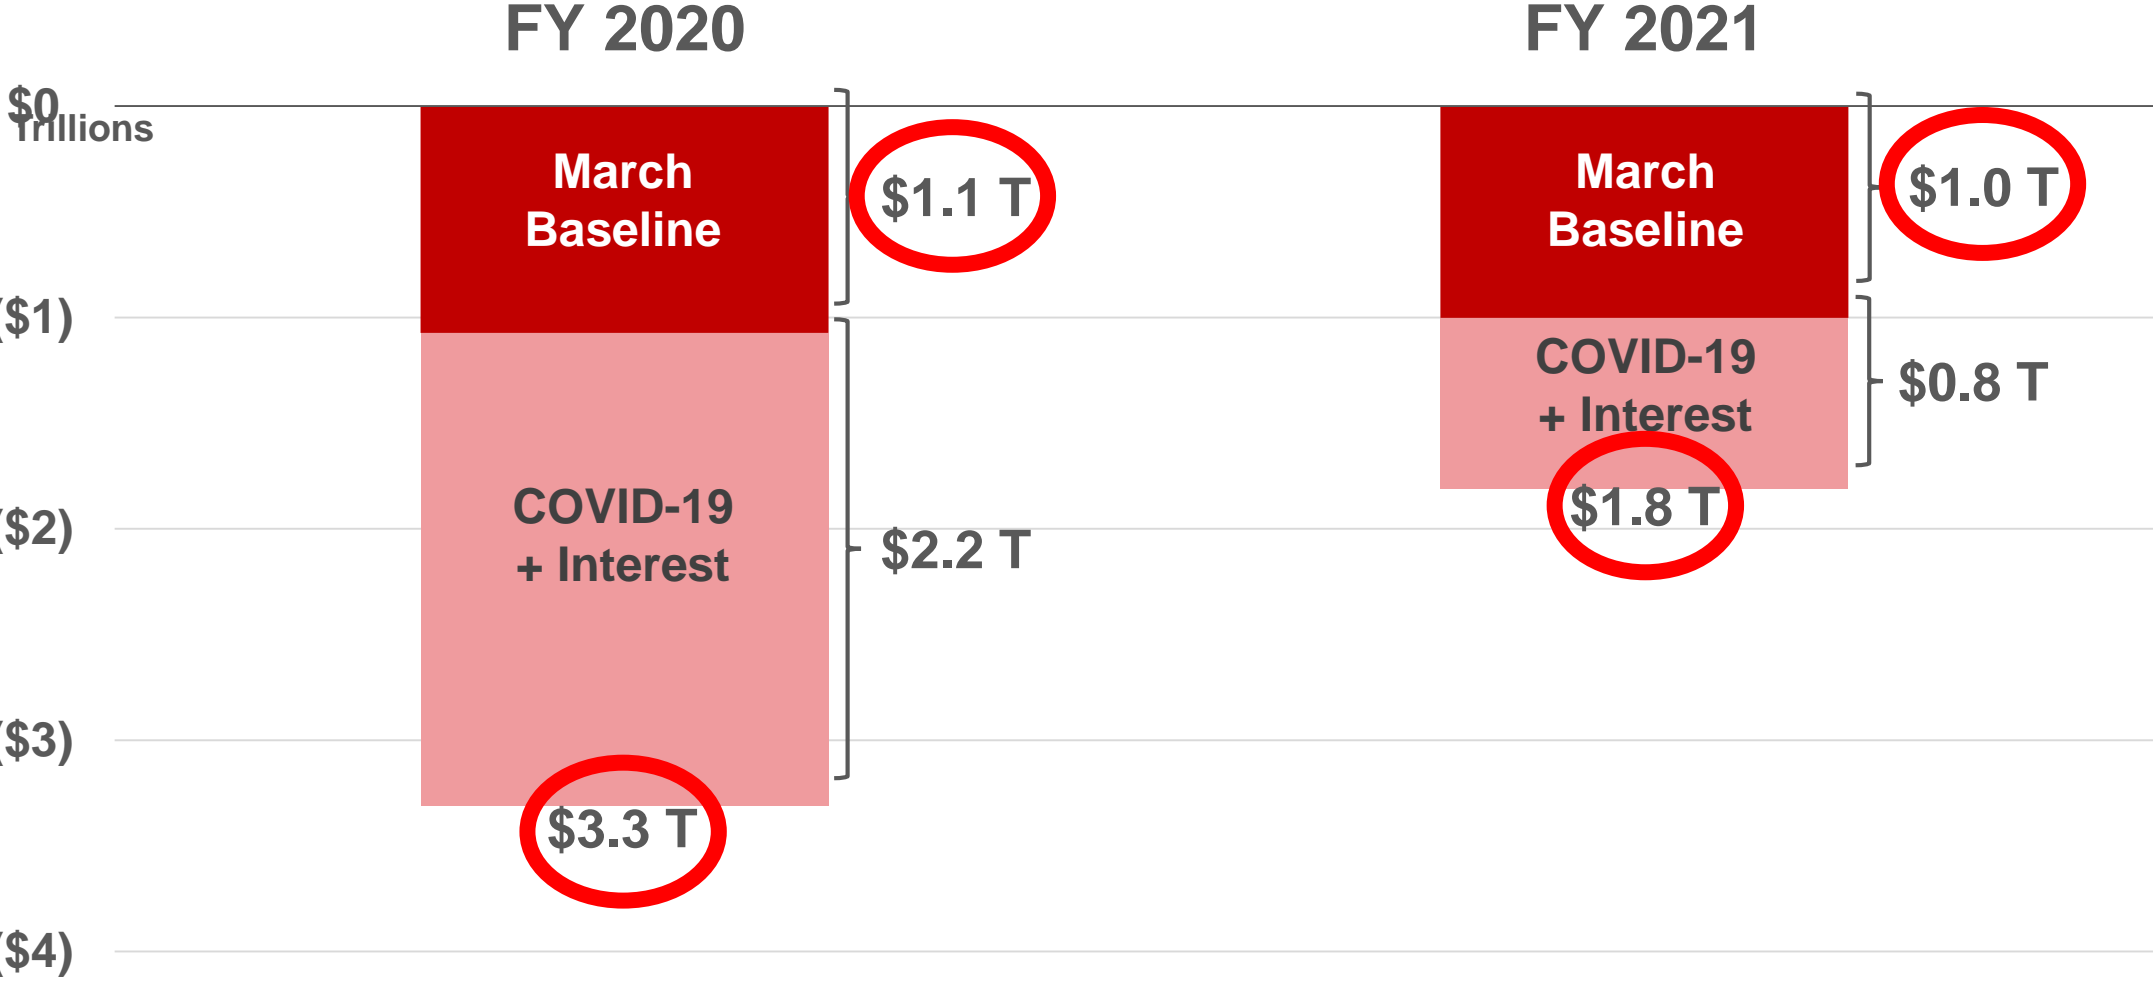 FY 2020
FY 2021
$0
Trillions
March
Baseline
$1.1 T
March
Baseline
$1.0 T
($1)
COVID-19
+ Interest
$0.8 T
COVID-19
+ Interest
$2.2 T
$1.8 T
($2)
($3)
$3.3 T
($4)